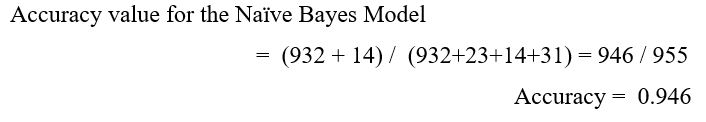 Accuracy value for the Naïve Bayes Model
= (932 + 14) / (932+23+14+31) = 946 / 955
Accuracy = 0.946